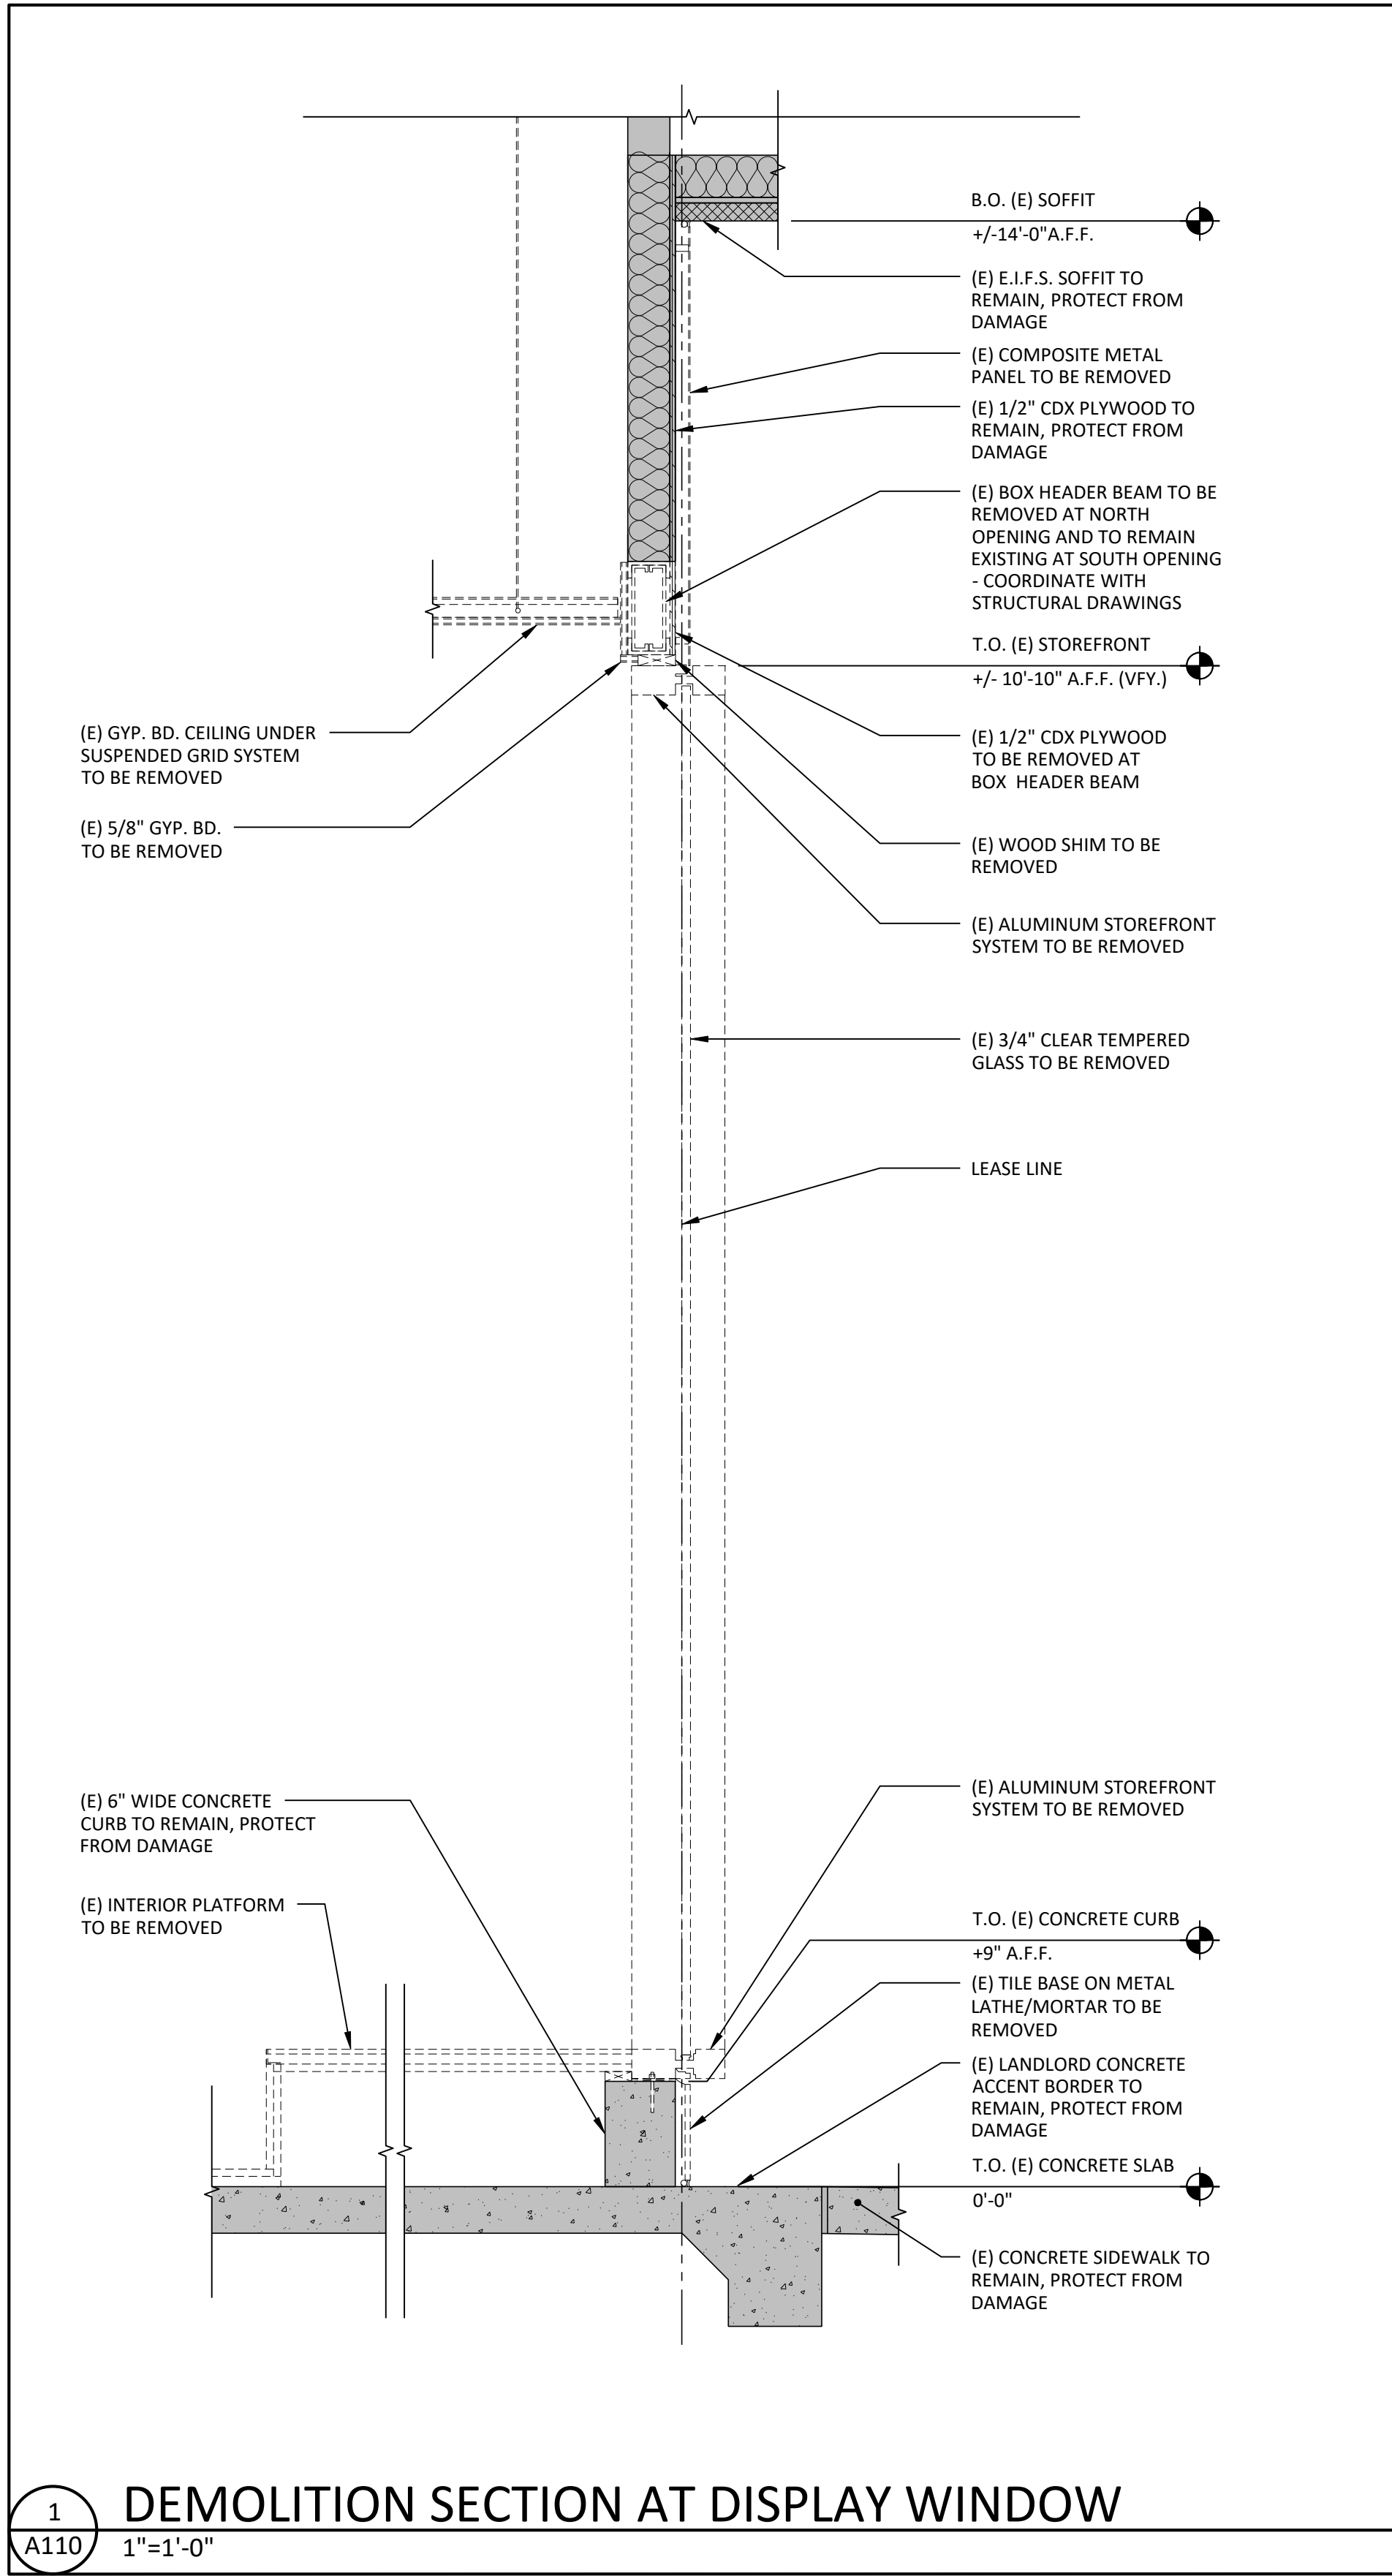 B.O. (E) SOFFIT
+/-14'-0"A.F.F.
(E) E.I.F.S. SOFFIT TO
REMAIN, PROTECT FROM
DAMAGE
(E) COMPOSITE METAL
PANEL TO BE REMOVED
(E) 1/2" CDX PLYWOOD TO
REMAIN, PROTECT FROM
DAMAGE
(E) BOX HEADER BEAM TO BE
REMOVED AT NORTH
OPENING AND TO REMAIN
EXISTING AT SOUTH OPENING
- COORDINATE WITH
STRUCTURAL DRAWINGS
T.O. (E) STOREFRONT
+/- 10'-10" A.F.F. (VFY.)
(E) GYP. BD. CEILING UNDER
SUSPENDED GRID SYSTEM
TO BE REMOVED
(E) 5/8" GYP. BD.
TO BE REMOVED
(E) 1/2" CDX PLYWOOD
TO BE REMOVED AT
BOX HEADER BEAM
(E) WOOD SHIM TO BE
REMOVED
(E) ALUMINUM STOREFRONT
SYSTEM TO BE REMOVED
(E) 3/4" CLEAR TEMPERED
GLASS TO BE REMOVED
LEASE LINE
(E) 6" WIDE CONCRETE
CURB TO REMAIN, PROTECT
FROM DAMAGE
(E) INTERIOR PLATFORM
TO BE REMOVED
(E) ALUMINUM STOREFRONT
SYSTEM TO BE REMOVED
T.O. (E) CONCRETE CURB
+9" A.F.F.
(E) TILE BASE ON METAL
LATHE/MORTAR TO BE
REMOVED
(E) LANDLORD CONCRETE
ACCENT BORDER TO
REMAIN, PROTECT FROM
DAMAGE
T.O. (E) CONCRETE SLAB
0'-0"
(E) CONCRETE SIDEWALK TO
REMAIN, PROTECT FROM
DAMAGE
1
A110
DEMOLITION SECTION AT DISPLAY WINDOW
1"=1'-0"